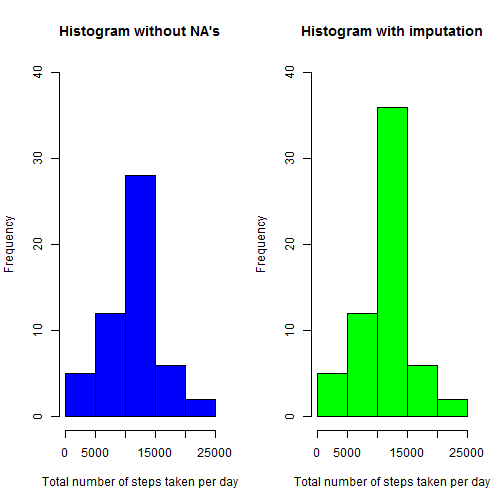 Histogram without NA's
Frequency
40
30
20
10
0
0 5000 15000 25000
Total number of steps taken per day
Histogram with imputation
Frequency
40
30
20
10
0
0 5000 15000 25000
Total number of steps taken per day